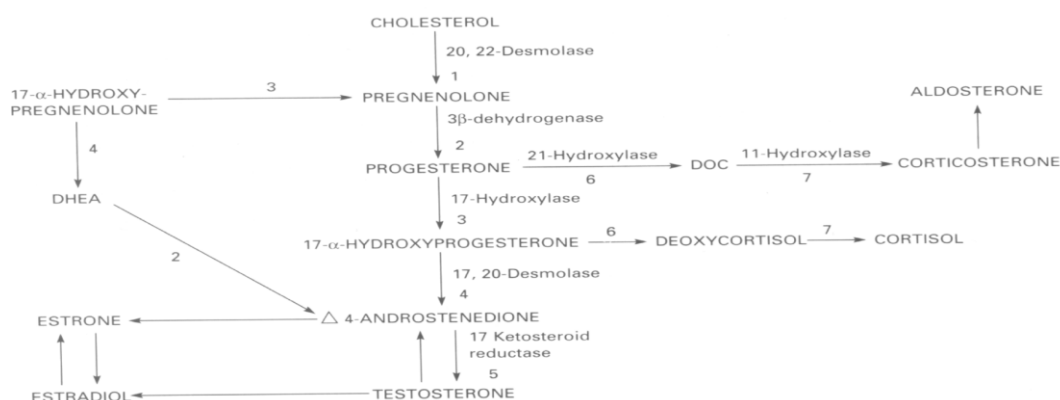 CHOLESTEROL
20, 22-Desmolase
1
17-α-HYDROXY-
PREGNENOLONE
3
PREGNENOLONE
ALDOSTERONE
3β-dehydrogenase
4
2
PROGESTERONE
21-Hydroxylase
6
DOC
11-Hydroxylase
7
CORTICOSTERONE
DHEA
17-Hydroxylase
3
2
17-α-HYDROXYPROGESTERONE
6
DEOXYCORTISOL
7
CORTISOL
17, 20-Desmolase
4
ESTRONE
△ 4-ANDROSTENEDIONE
17 Ketosteroid
reductase
5
ESTRADIOL
TESTOSTERONE